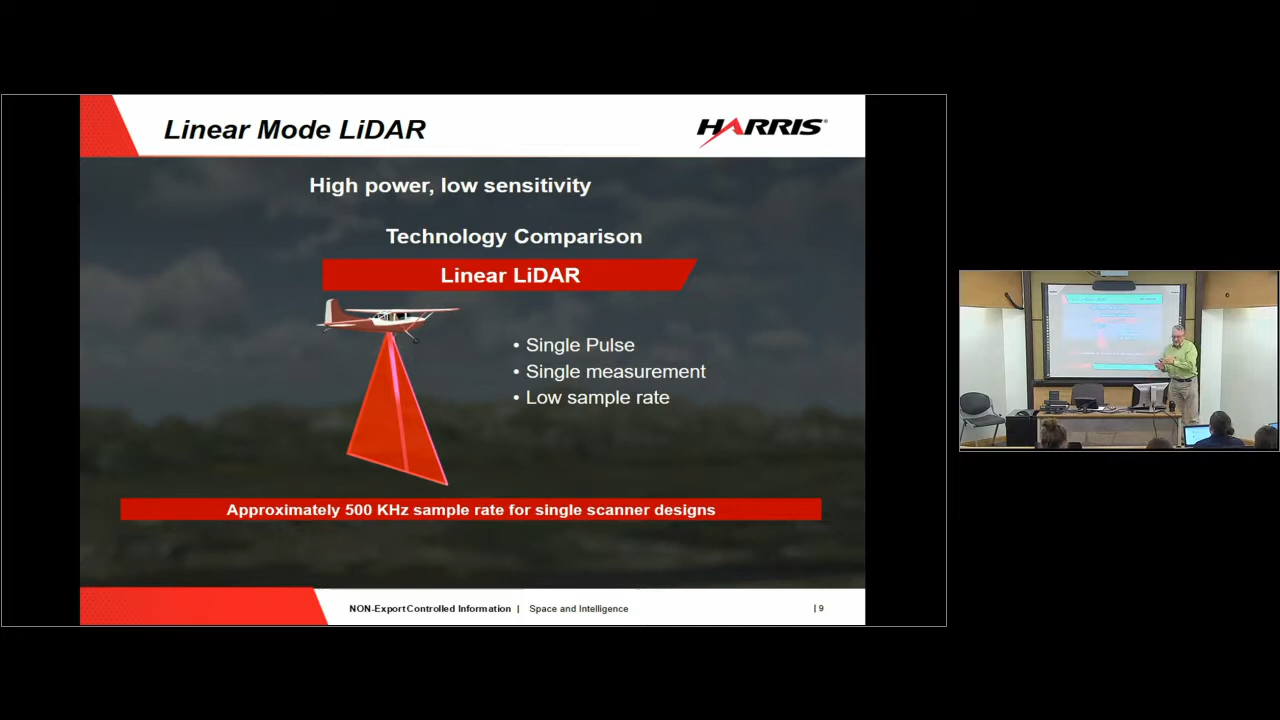 Linear Mode LiDAR
HARRIS®
High power, low sensitivity
Technology Comparison
Linear LiDAR
• Single Pulse
• Single measurement
• Low sample rate
Approximately 500 KHz sample rate for single scanner designs
NON-Export Controlled Information | Space and Intelligence | 9